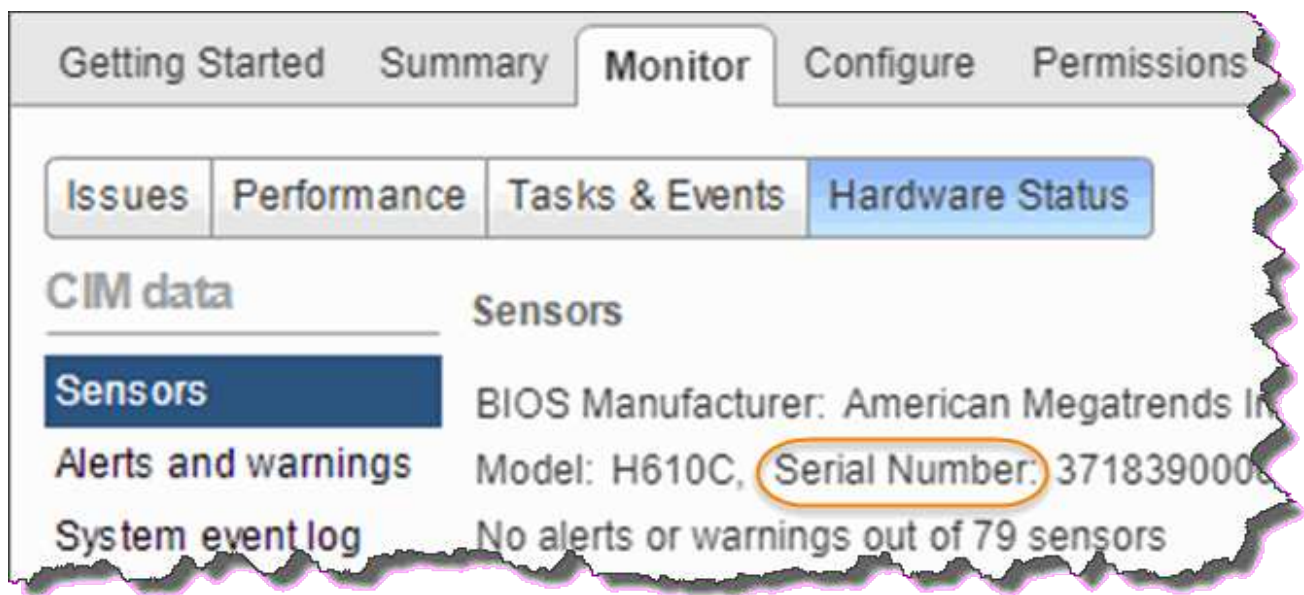 Getting Started Summary Monitor Configure Permissions
Issues Performance Tasks & Events Hardware Status
CIM data
Sensors
Sensors
BIOS Manufacturer: American Megatrends
Alerts and warnings
Model: H610C, Serial Number: 371839000
System event log
No alerts or warnings out of 79 sensors